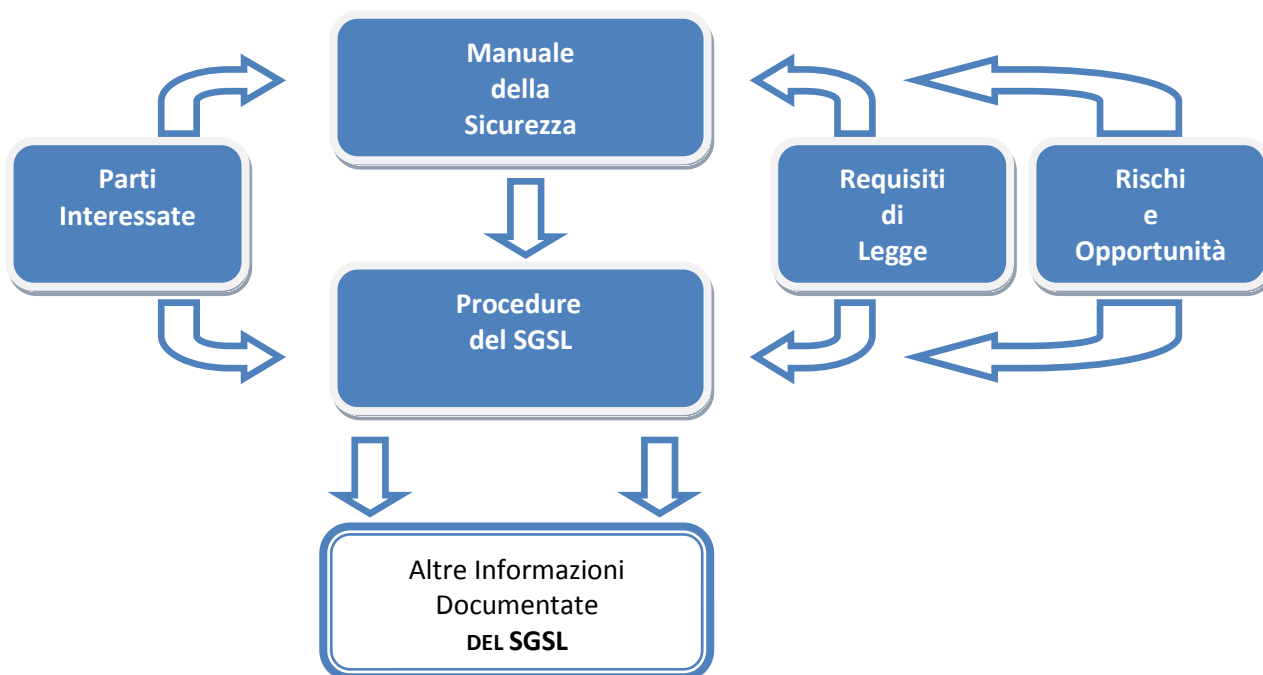 Manuale
della
Sicurezza
Parti
Interessate
Requisiti
di
Legge
Rischi
e
Opportunità
Procedure
del SGSL
Altre Informazioni
Documentate
DEL SGSL